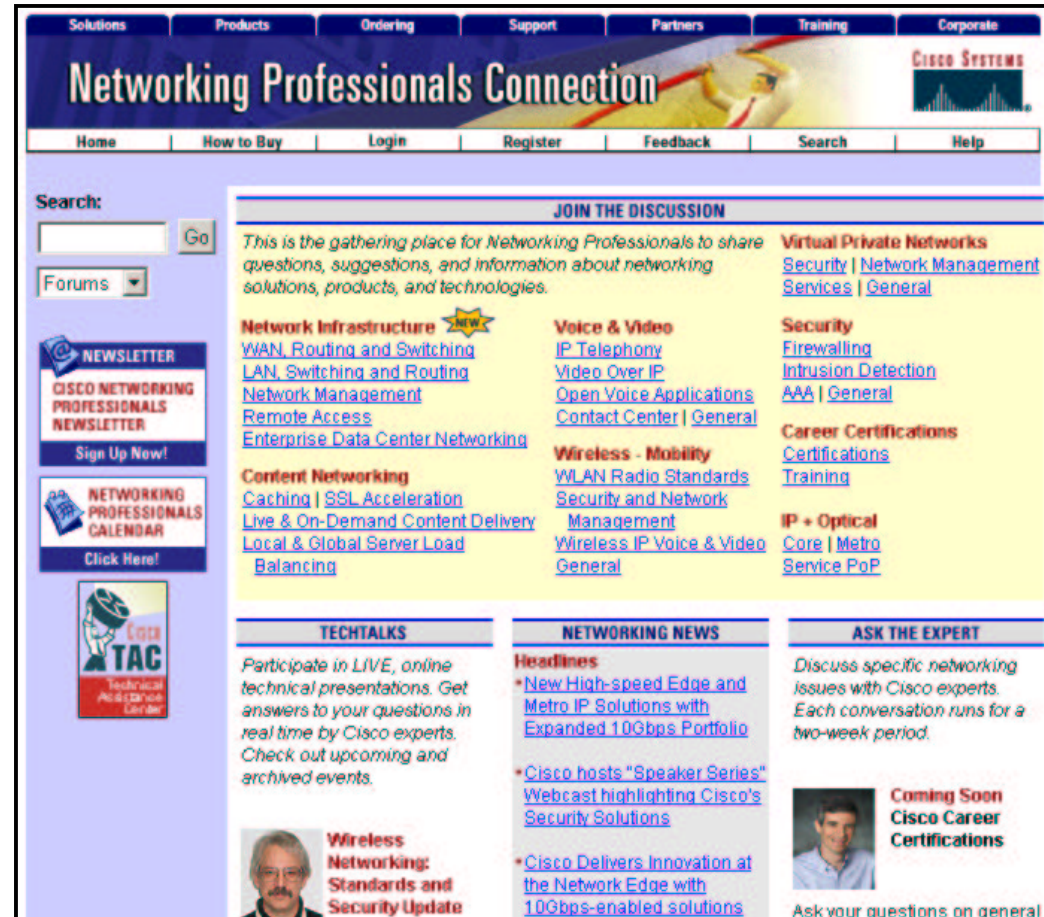 Solutions Products Ordering Support Partners Training Corporate
Networking Professionals Connection
CISCO SYSTEMS
Home How to Buy Login Register Feedback Search Help
Search:
Go
Forums
NEWSLETTER
CISCO NETWORKING
PROFESSIONALS
NEWSLETTER
Sign Up Now!
NETWORKING
PROFESSIONALS
CALENDAR
Click Here!
CISCO
TAC
Technical
Assistance
Center
JOIN THE DISCUSSION
This is the gathering place for Networking Professionals to share
questions, suggestions, and information about networking
solutions, products, and technologies.
Network Infrastructure NEW
WAN, Routing and Switching
LAN, Switching and Routing
Network Management
Remote Access
Enterprise Data Center Networking
Content Networking
Caching | SSL Acceleration
Live & On-Demand Content Delivery
Local & Global Server Load
Balancing
Voice & Video
IP Telephony
Video Over IP
Open Voice Applications
Contact Center | General
Wireless - Mobility
WLAN Radio Standards
Security and Network
Management
Wireless IP Voice & Video
General
Virtual Private Networks
Security | Network Management
Services | General
Security
Firewalling
Intrusion Detection
AAA | General
Career Certifications
Certifications
Training
IP + Optical
Core | Metro
Service PoP
TECHTALKS
Participate in LIVE, online
technical presentations. Get
answers to your questions in
real time by Cisco experts.
Check out upcoming and
archived events.
Wireless
Networking:
Standards and
Security Update
NETWORKING NEWS
Headlines
New High-speed Edge and
Metro IP Solutions with
Expanded 10Gbps Portfolio
Cisco hosts "Speaker Series"
Webcast highlighting Cisco's
Security Solutions
Cisco Delivers Innovation at
the Network Edge with
10Gbps-enabled solutions
ASK THE EXPERT
Discuss specific networking
issues with Cisco experts.
Each conversation runs for a
two-week period.
Coming Soon
Cisco Career
Certifications
Ask your questions on general